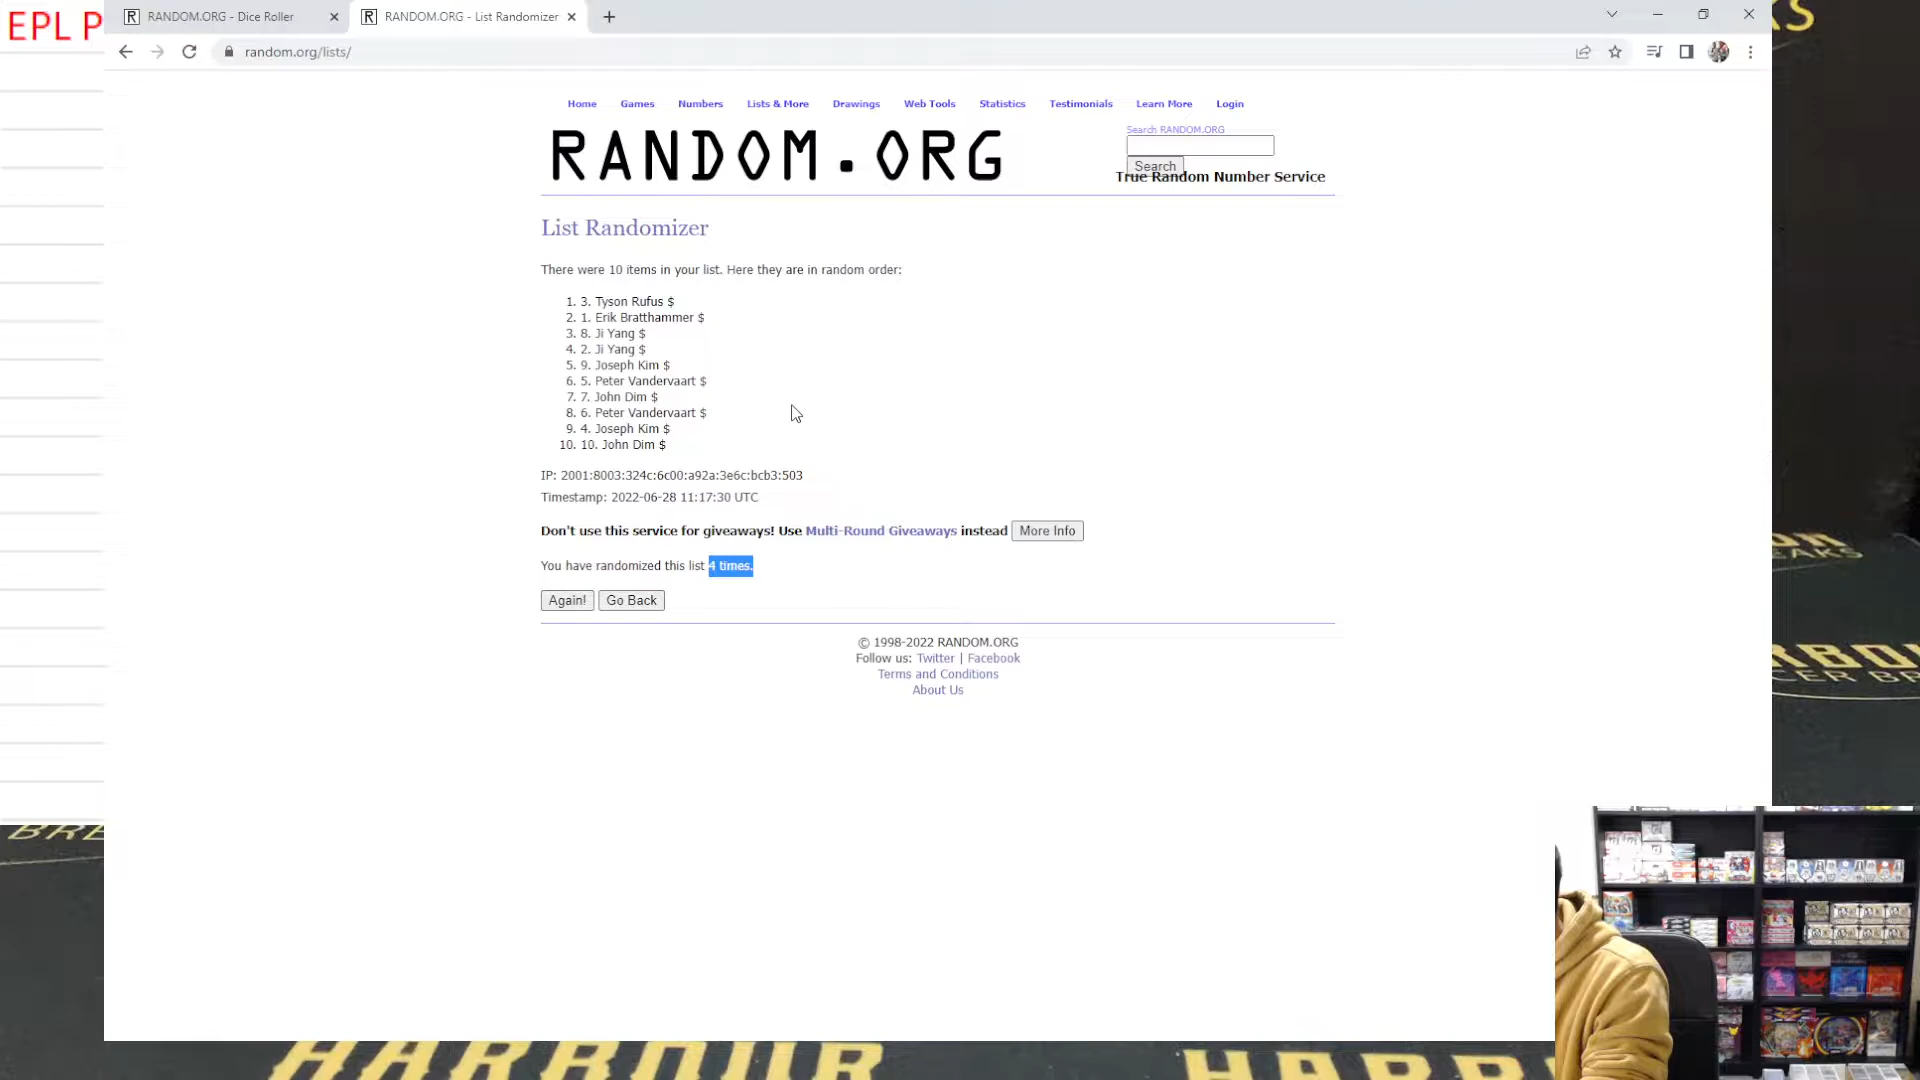 EPL P
RANDOM.ORG - Dice Roller
RANDOM.ORG - List Randomizer
random.org/lists/
Home Games Numbers Lists & More Drawings Web Tools Statistics Testimonials Learn More Login
RANDOM.ORG
Search RANDOM.ORG
Search
True Random Number Service
List Randomizer
There were 10 items in your list. Here they are in random order:
1. 3. Tyson Rufus $
2. 1. Erik Bratthammer $
3. 8. Ji Yang $
4. 2. Ji Yang $
5. 9. Joseph Kim $
6. 5. Peter Vandervaart $
7. 7. John Dim $
8. 6. Peter Vandervaart $
9. 4. Joseph Kim $
10. 10. John Dim $
IP: 2001:8003:324c:6c00:a92a:3e6c:bcb3:503
Timestamp: 2022-06-28 11:17:30 UTC
Don't use this service for giveaways! Use Multi-Round Giveaways instead More Info
You have randomized this list 4 times.
Again! Go Back
© 1998-2022 RANDOM.ORG
Follow us: Twitter | Facebook
Terms and Conditions
About Us
HARBOUR